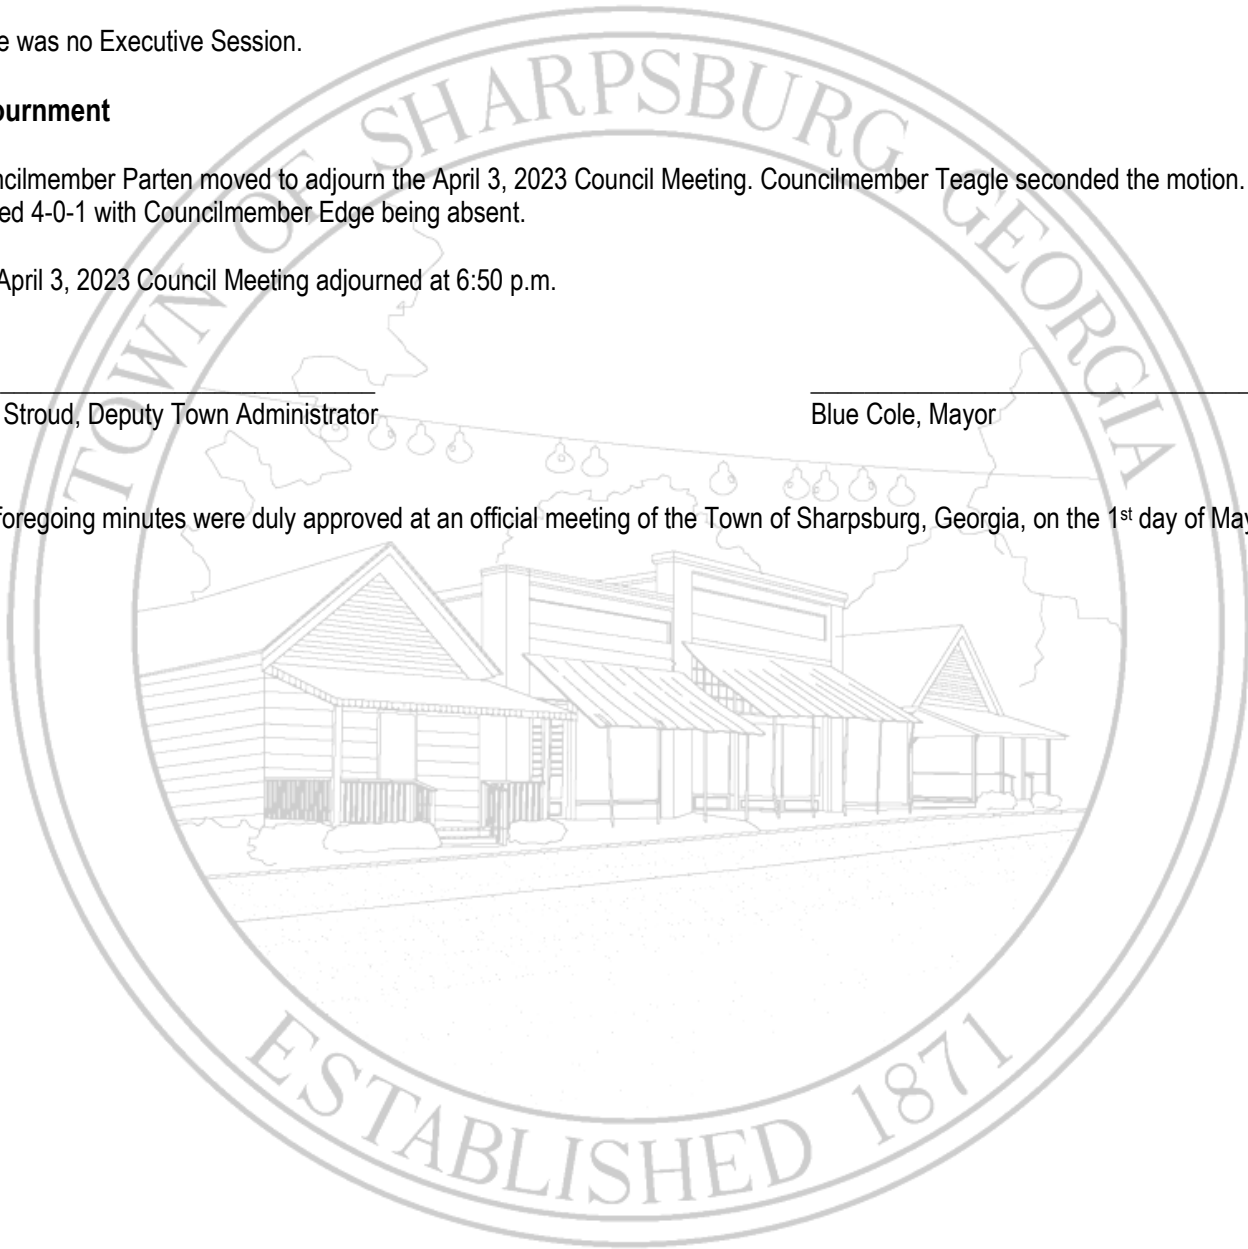 e was no Executive Session.
ournment
ncilmember Parten moved to adjourn the April 3, 2023 Council Meeting. Councilmember Teagle seconded the motion.
ed 4-0-1 with Councilmember Edge being absent.
April 3, 2023 Council Meeting adjourned at 6:50 p.m.
Stroud, Deputy Town Administrator
Blue Cole, Mayor
foregoing minutes were duly approved at an official meeting of the Town of Sharpsburg, Georgia, on the 1st day of May
TOWN OF SHARPSBURG, GEORGIA
ESTABLISHED 1871